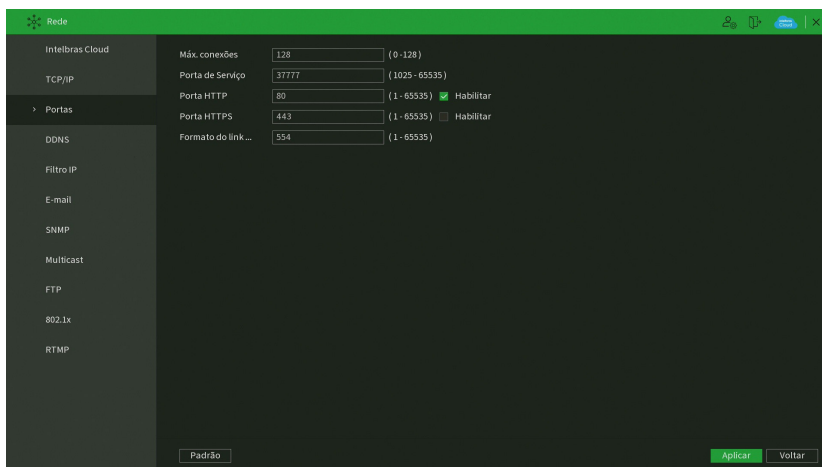 Rede
Intelbras Cloud
TCP/IP
Portas
DDNS
Filtro IP
E-mail
SNMP
Multicast
FTP
802.1x
RTMP
Máx. conexões 128 (0-128)
Porta de Serviço 37777 (1025-65535)
Porta HTTP 80 (1-65535) Habilitar
Porta HTTPS 443 (1-65535) Habilitar
Formato do link... 554 (1-65535)
Padrão Aplicar Voltar